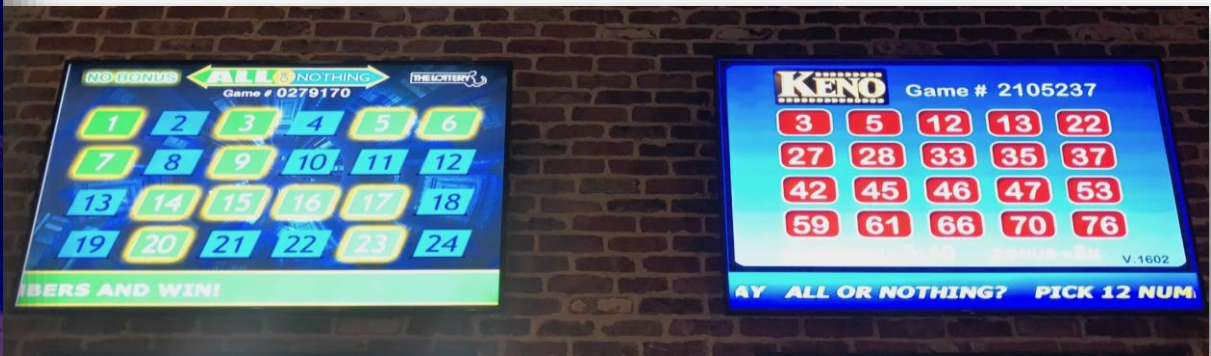 NO BONUS ALL OR NOTHING THE LOTTERY
Game # 0279170
1 2 3 4 5 6
7 8 9 10 11 12
13 14 15 16 17 18
19 20 21 22 23 24
BERS AND WIN!
KENO Game # 2105237
3 5 12 13 22
27 28 33 35 37
42 45 46 47 53
59 61 66 70 76
V.1602
AY ALL OR NOTHING? PICK 12 NUM